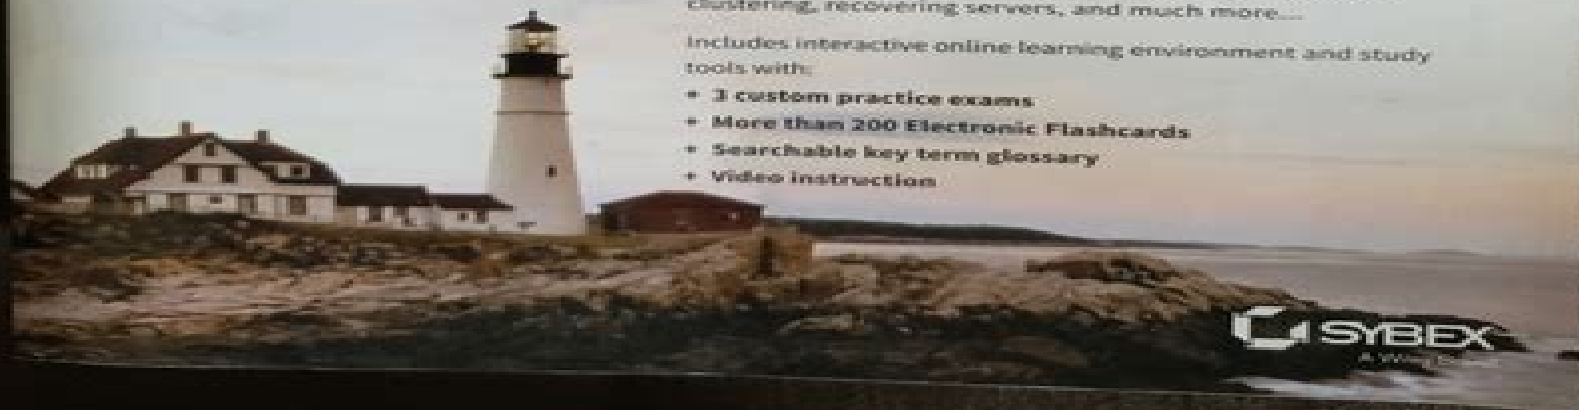 clustering, recovering servers, and much more...
Includes interactive online learning environment and study
tools with:
• 3 custom practice exams
• More than 200 Electronic Flashcards
• Searchable key term glossary
• Video instruction
SYBEX